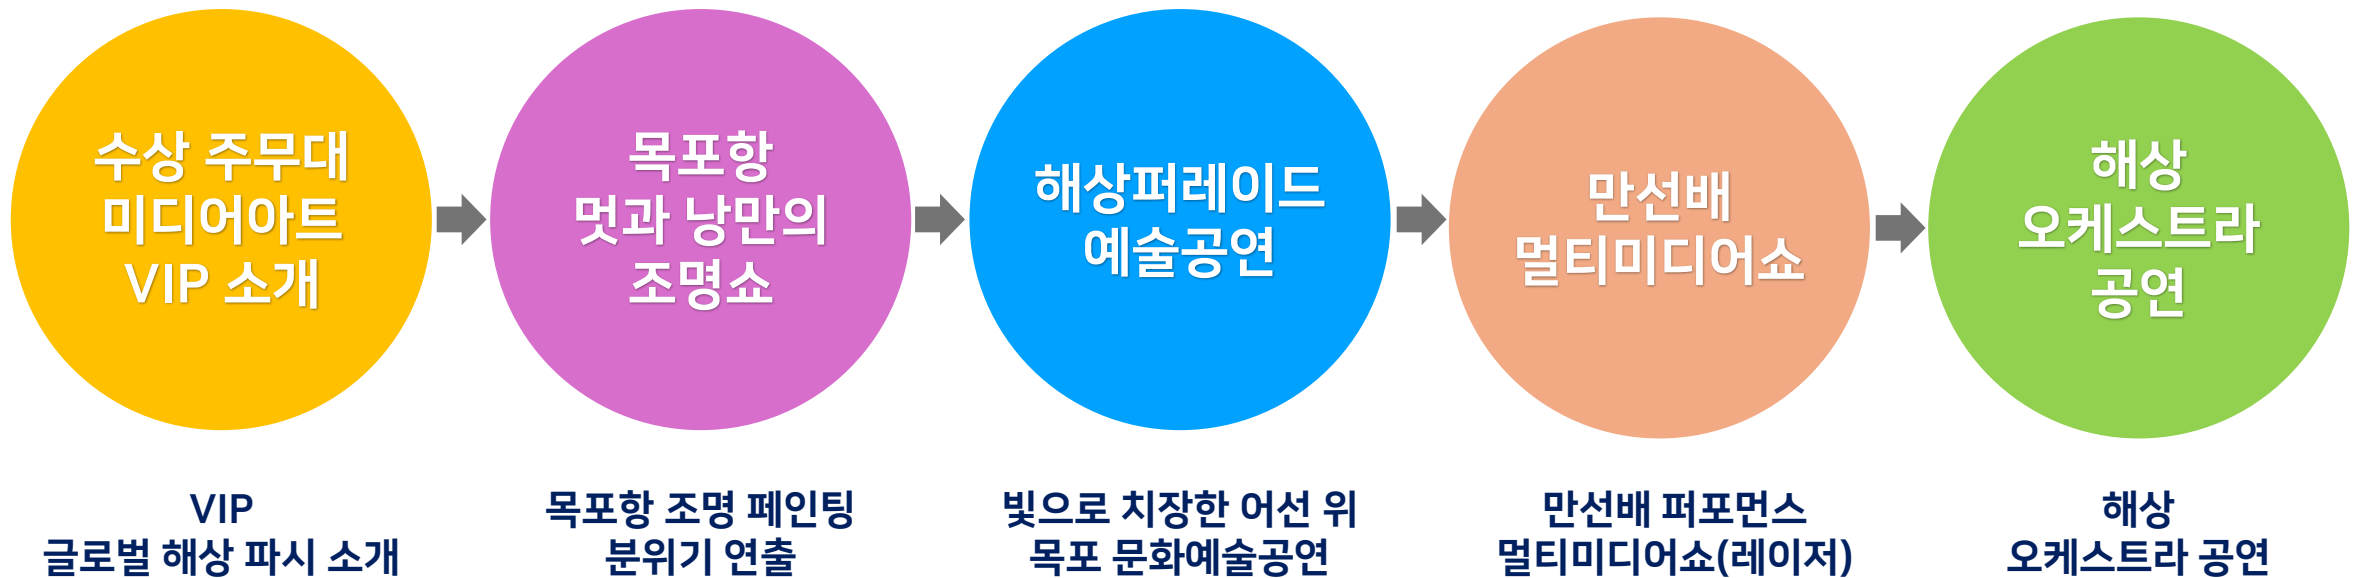 수상 주무대
미디어아트
VIP 소개
목포항
멋과 낭만의
조명쇼
해상퍼레이드
예술공연
만선배
멀티미디어쇼
해상
오케스트라
공연
VIP
글로벌 해상 파시 소개
목포항 조명 페인팅
분위기 연출
빛으로 치장한 어선 위
목포 문화예술공연
만선배 퍼포먼스
멀티미디어쇼(레이저)
해상
오케스트라 공연